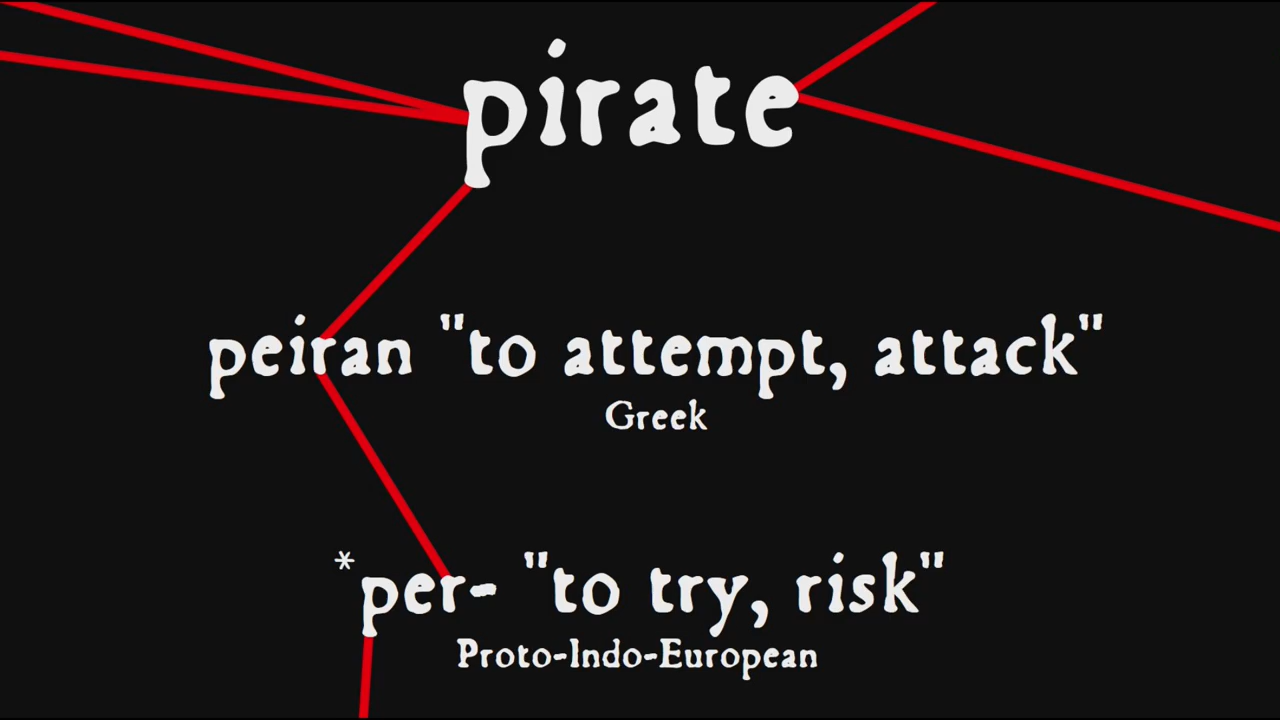 pirate
peiran "to attempt, attack"
Greek
*per- "to try, risk"
Proto-Indo-European